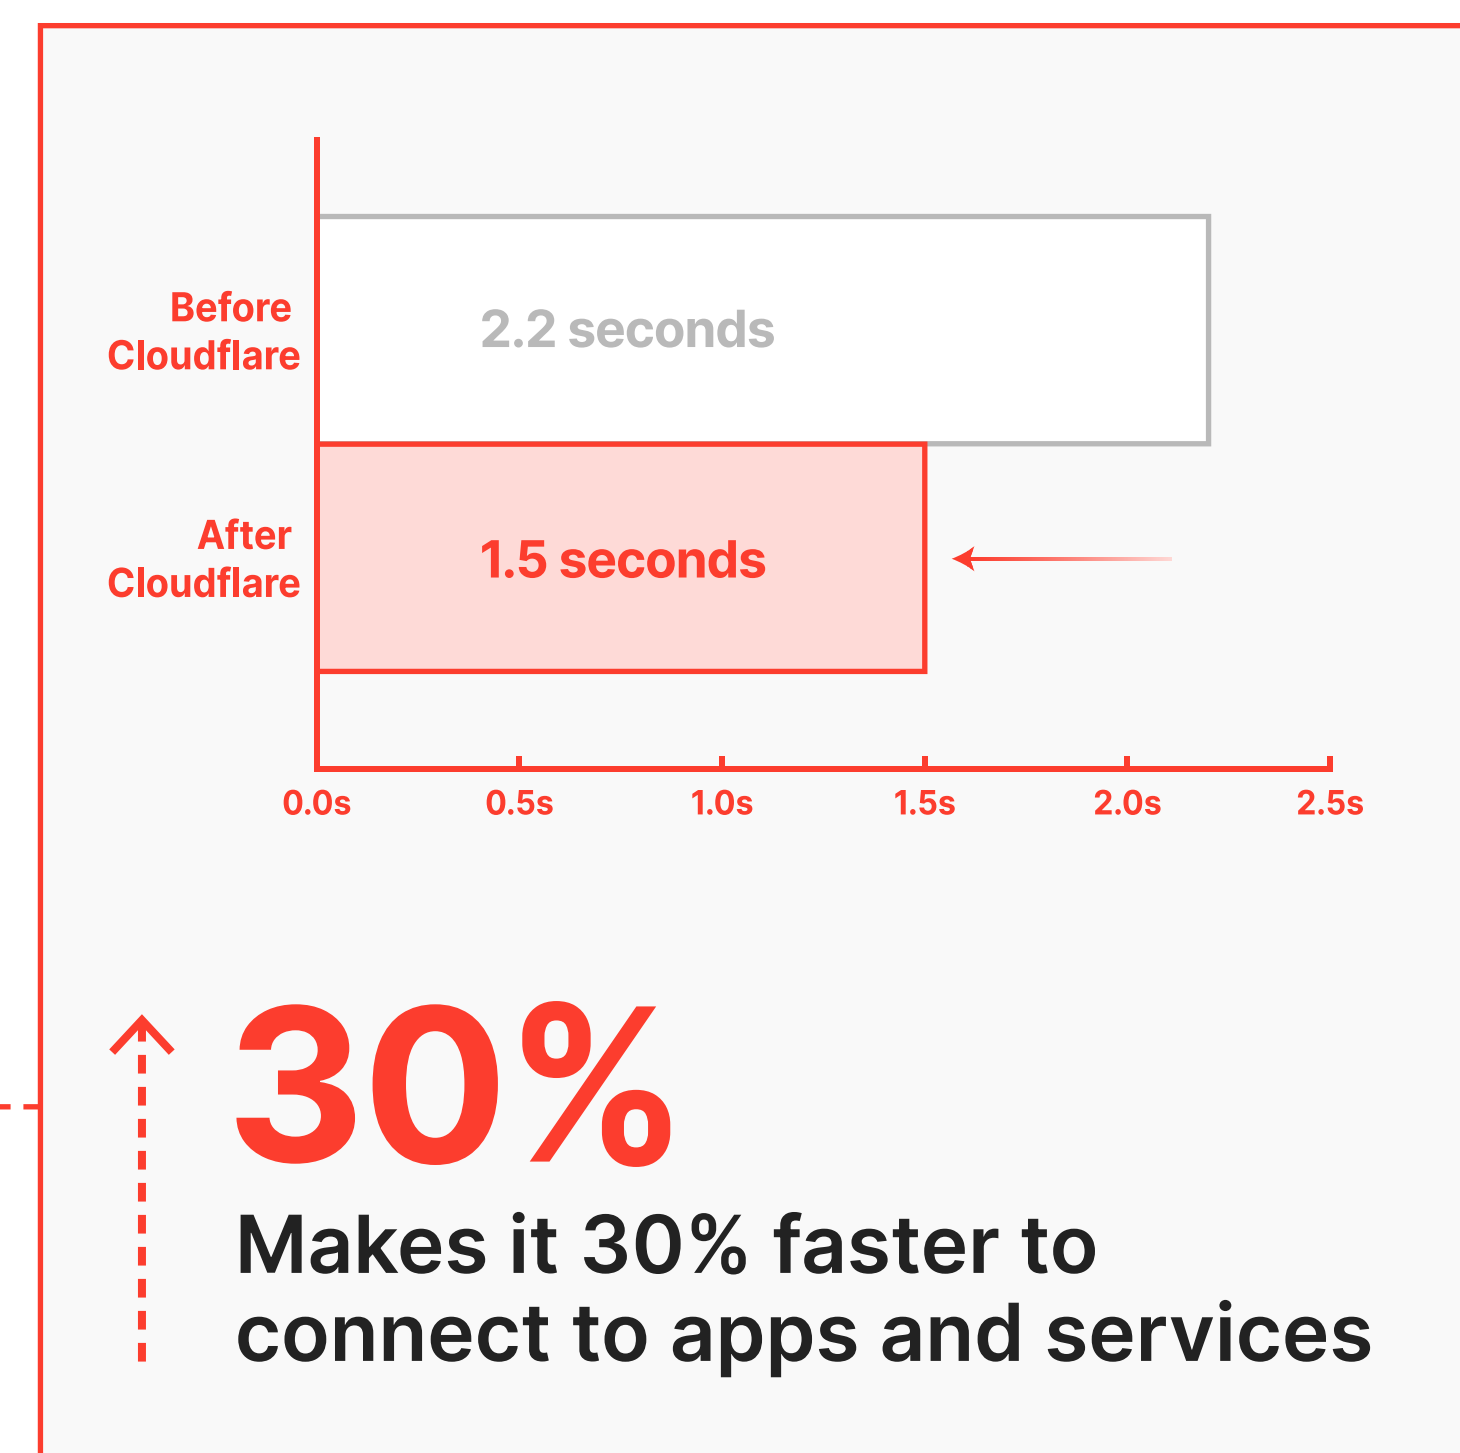 Before
Cloudflare
2.2 seconds
After
Cloudflare
1.5 seconds
0.0s 0.5s 1.0s 1.5s 2.0s 2.5s
30%
Makes it 30% faster to
connect to apps and services